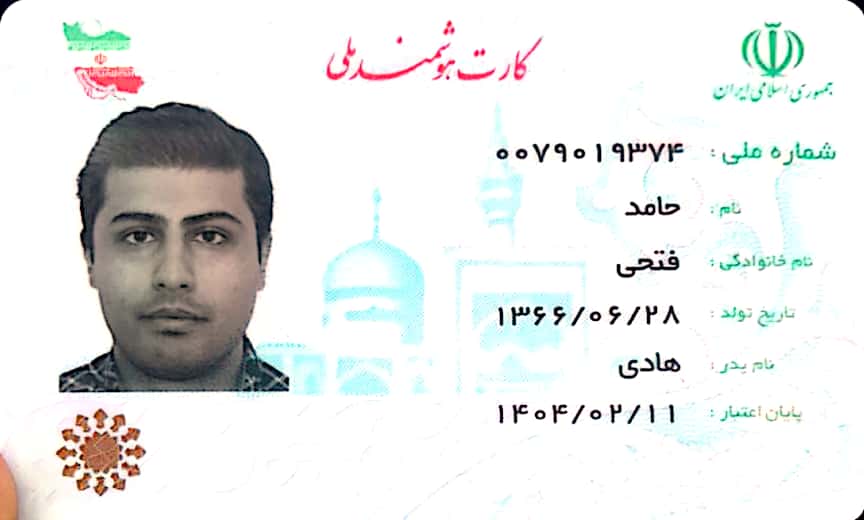 کارت هوشمند ملی
جمهوری اسلامی ایران
شماره ملی : ۰۰۷۹۰۱۹۳۷۴
نام : حامد
نام خانوادگی : فتحی
تاریخ تولد : ۱۳۶۶/۰۶/۲۸
نام پدر : هادی
پایان اعتبار : ۱۴۰۴/۰۲/۱۱